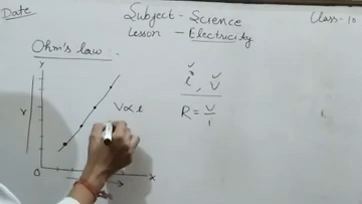 Date
Subject - Science
Class - 10
Lesson - Electricity
Ohm's law
Y
i, V
V
V ∝ i
R = V/i
O
X